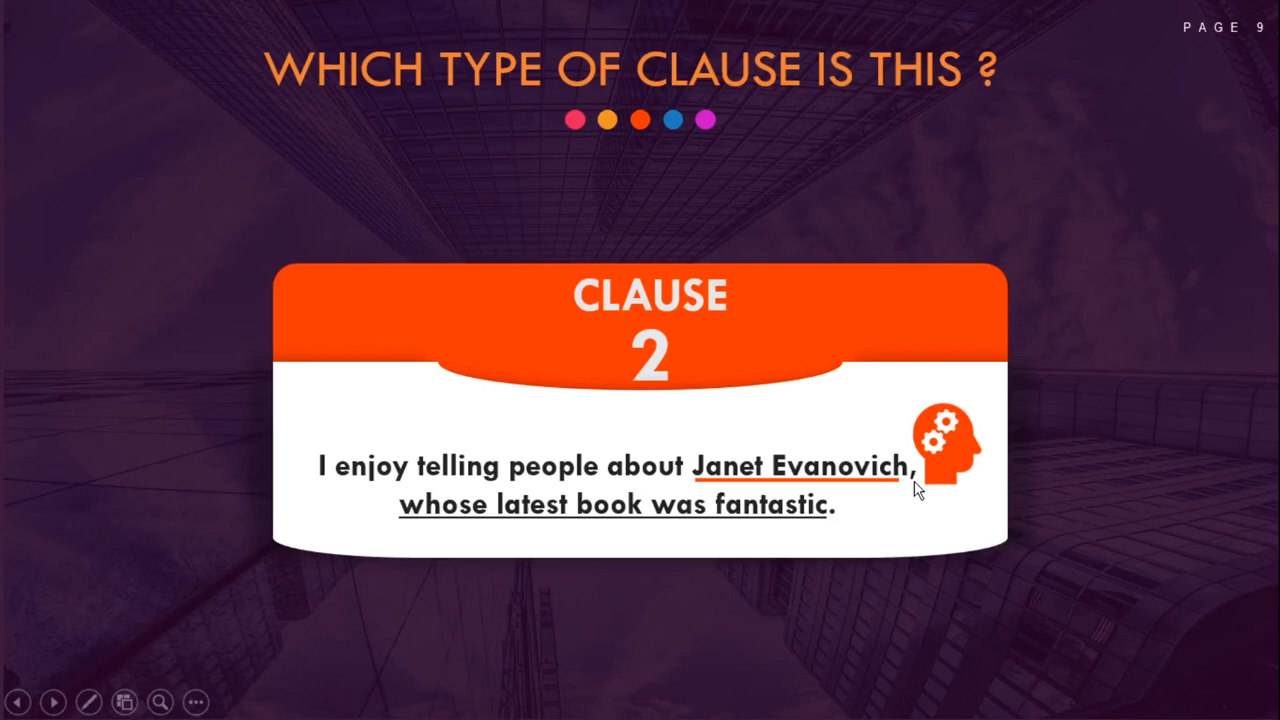 PAGE 9
WHICH TYPE OF CLAUSE IS THIS ?
CLAUSE
2
I enjoy telling people about Janet Evanovich,
whose latest book was fantastic.